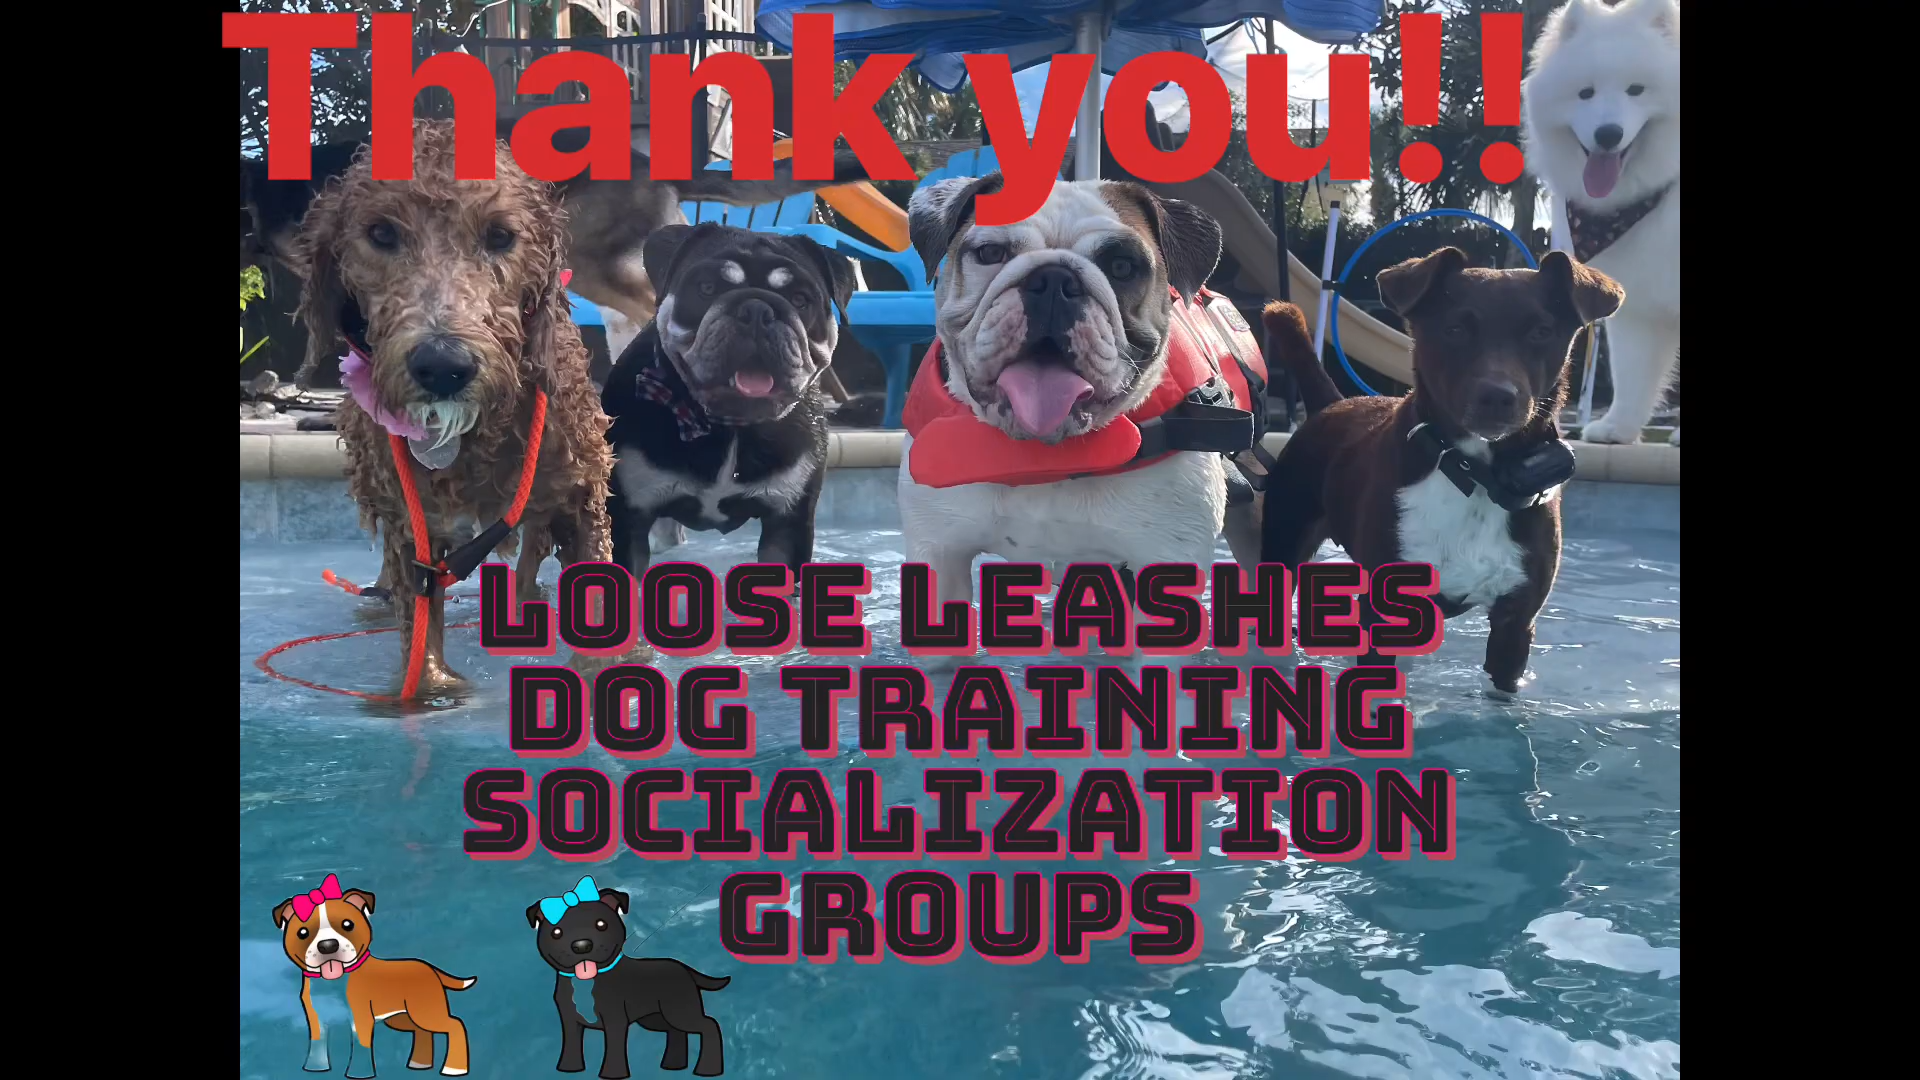 Thank you!!
LOOSE LEASHES
DOG TRAINING
SOCIALIZATION
GROUPS